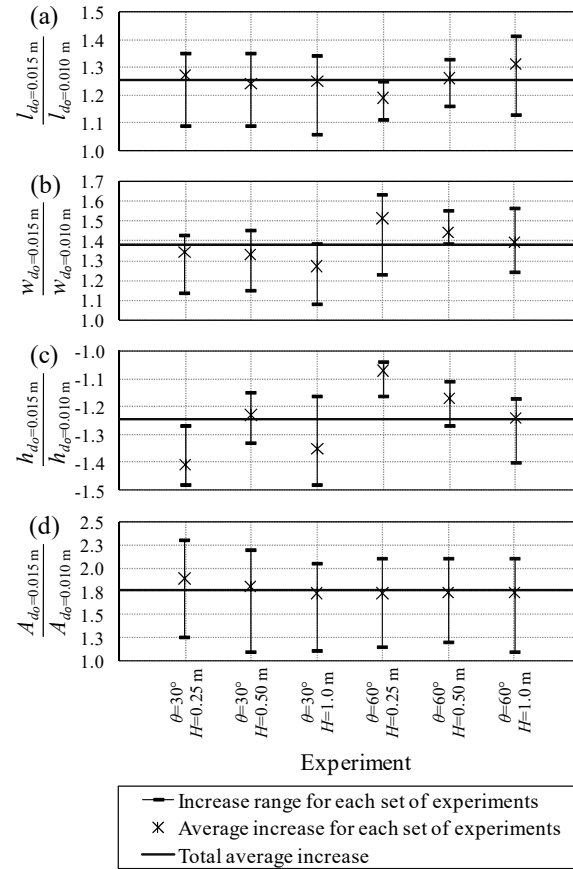 (a)
l_{do=0.015 m}
l_{do=0.010 m}
1.5
1.4
1.3
1.2
1.1
1.0
(b)
w_{do=0.015 m}
w_{do=0.010 m}
1.7
1.6
1.5
1.4
1.3
1.2
1.1
1.0
(c)
h_{do=0.015 m}
h_{do=0.010 m}
-1.0
-1.1
-1.2
-1.3
-1.4
-1.5
(d)
A_{do=0.015 m}
A_{do=0.010 m}
2.5
2.3
2.0
1.8
1.5
1.3
1.0
θ=30°
H=0.25 m
θ=30°
H=0.50 m
θ=30°
H=1.0 m
θ=60°
H=0.25 m
θ=60°
H=0.50 m
θ=60°
H=1.0 m
Experiment
Increase range for each set of experiments
Average increase for each set of experiments
Total average increase